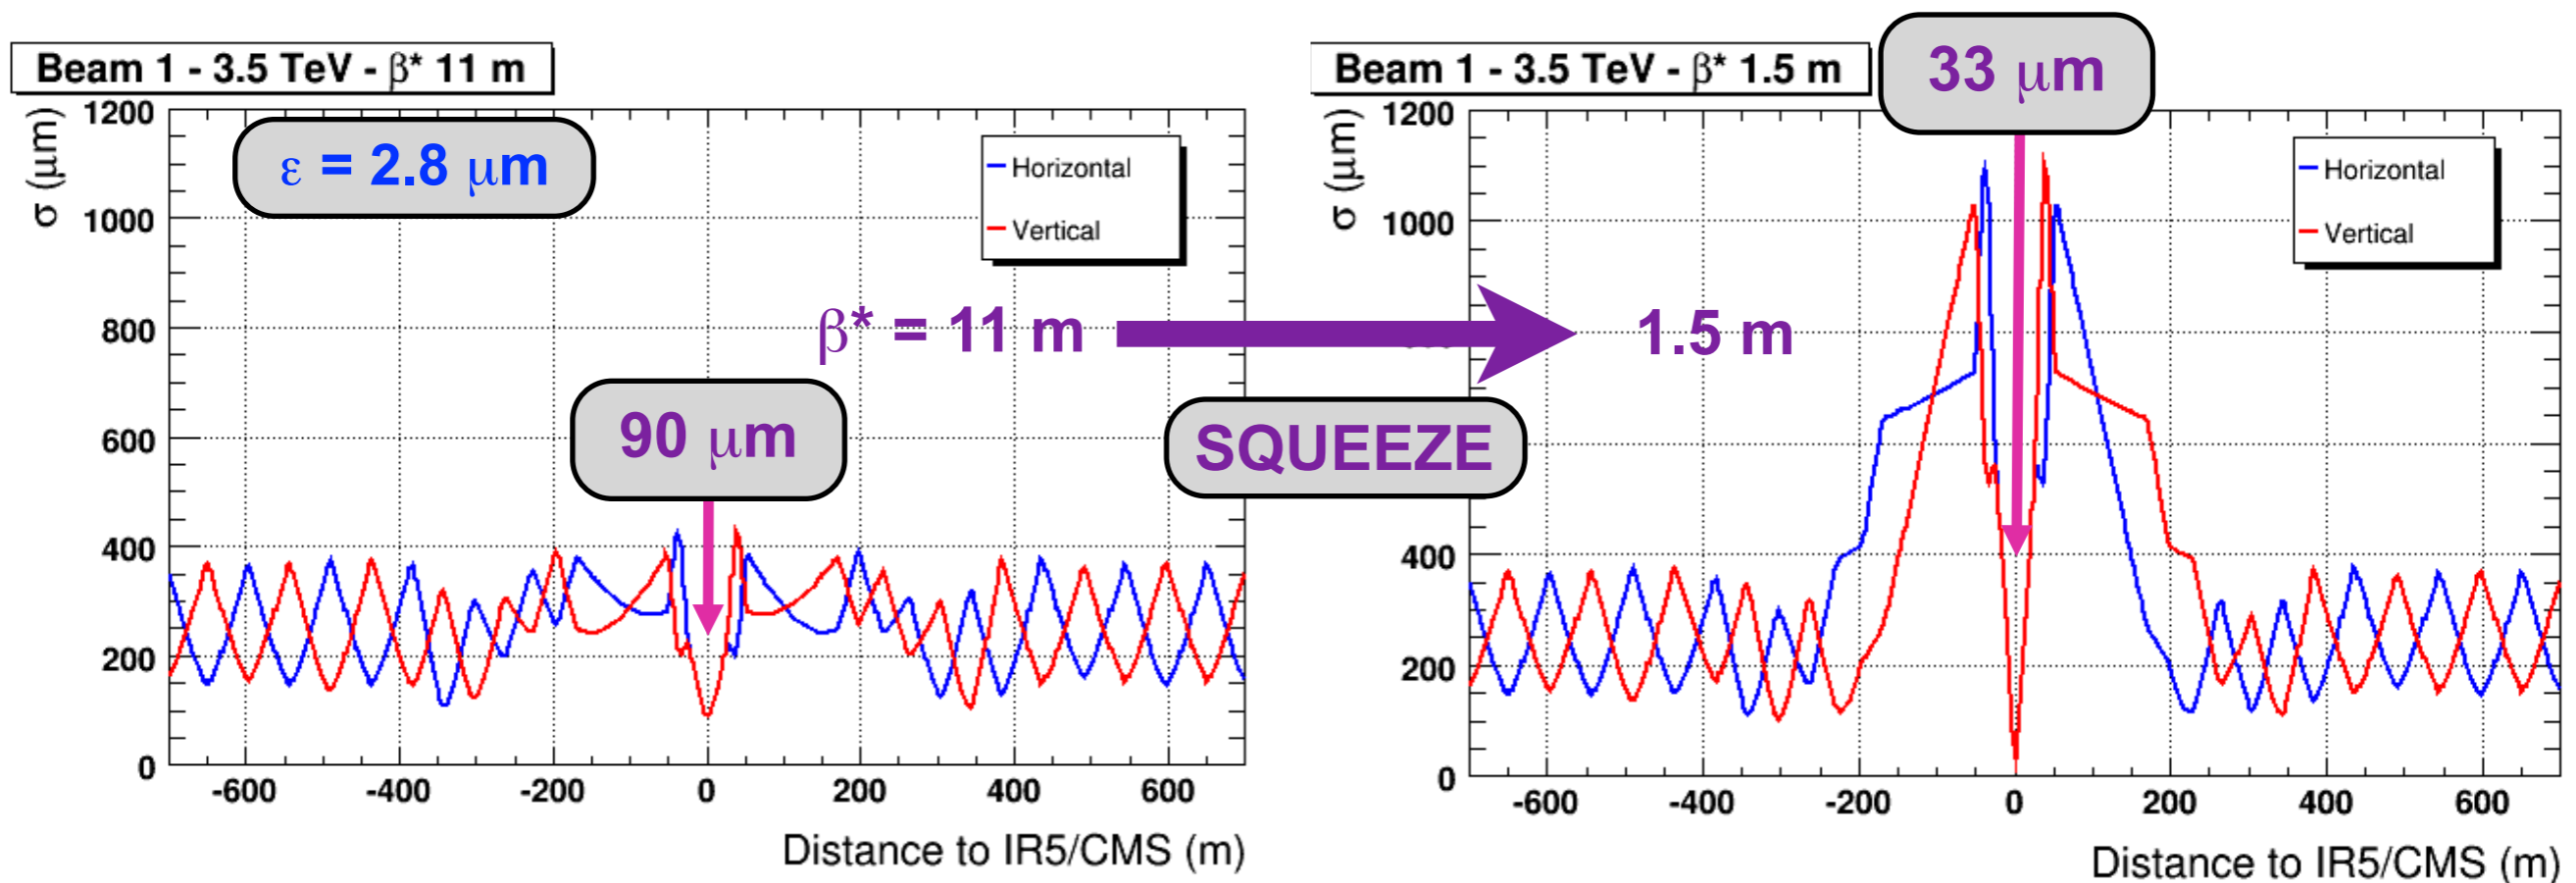 Beam 1 - 3.5 TeV - β* 11 m
ε = 2.8 μm
Horizontal
Vertical
σ (μm)
1200
1000
800
600
400
200
0
-600 -400 -200 0 200 400 600
Distance to IR5/CMS (m)
90 μm
β* = 11 m
1.5 m
SQUEEZE
Beam 1 - 3.5 TeV - β* 1.5 m
33 μm
Horizontal
Vertical
σ (μm)
1200
1000
400
200
0
-600 -400 -200 0 200 400 600
Distance to IR5/CMS (m)